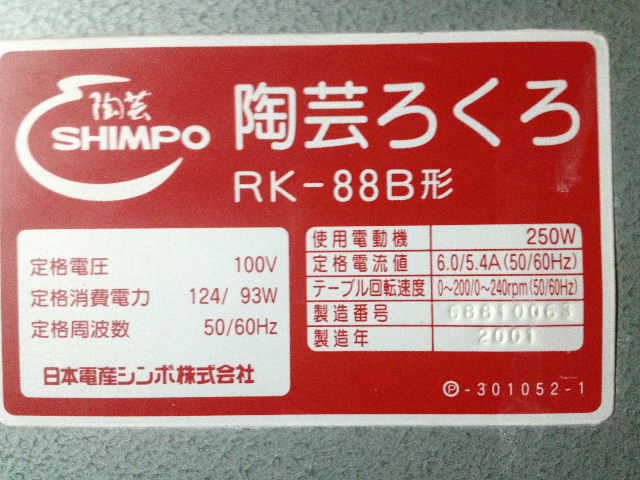 陶芸
SHIMPO
陶芸ろくろ
RK-88B形
定格電圧 100V
定格消費電力 124/ 93W
定格周波数 50/60Hz
日本電産シンポ株式会社
使用電動機 250W
定格電流値 6.0/5.4A(50/60Hz)
テーブル回転速度 0~200/0~240rpm(50/60Hz)
製造番号
製造年 2001
Ⓟ-301052-1